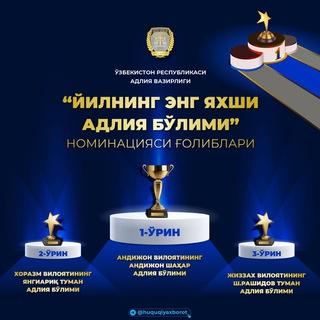 ЎЗБЕКИСТОН РЕСПУБЛИКАСИ
АДЛИЯ ВАЗИРЛИГИ
“ЙИЛНИНГ ЭНГ ЯХШИ
АДЛИЯ БЎЛИМИ”
НОМИНАЦИЯСИ ҒОЛИБЛАРИ
1
1-ЎРИН
АНДИЖОН ВИЛОЯТИНИНГ
АНДИЖОН ШАҲАР
АДЛИЯ БЎЛИМИ
2-ЎРИН
ХОРАЗМ ВИЛОЯТИНИНГ
ЯНГИАРИҚ ТУМАН
АДЛИЯ БЎЛИМИ
3-ЎРИН
ЖИЗЗАХ ВИЛОЯТИНИНГ
Ш.РАШИДОВ ТУМАН
АДЛИЯ БЎЛИМИ
@huquqiyaxborot